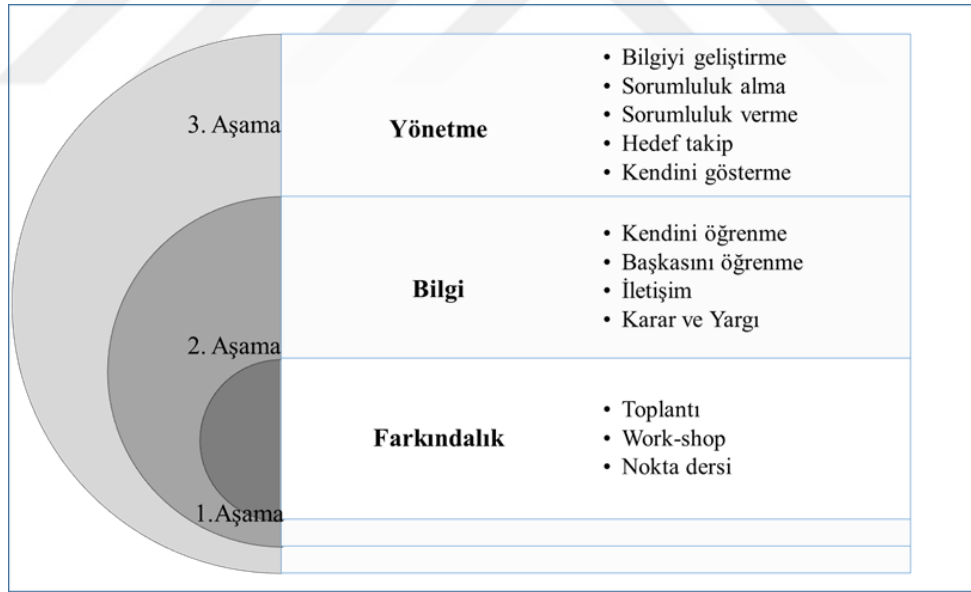 3. Aşama
Yönetme
• Bilgiyi geliştirme
• Sorumluluk alma
• Sorumluluk verme
• Hedef takip
• Kendini gösterme
2. Aşama
Bilgi
• Kendini öğrenme
• Başkasını öğrenme
• İletişim
• Karar ve Yargı
1.Aşama
Farkındalık
• Toplantı
• Work-shop
• Nokta dersi